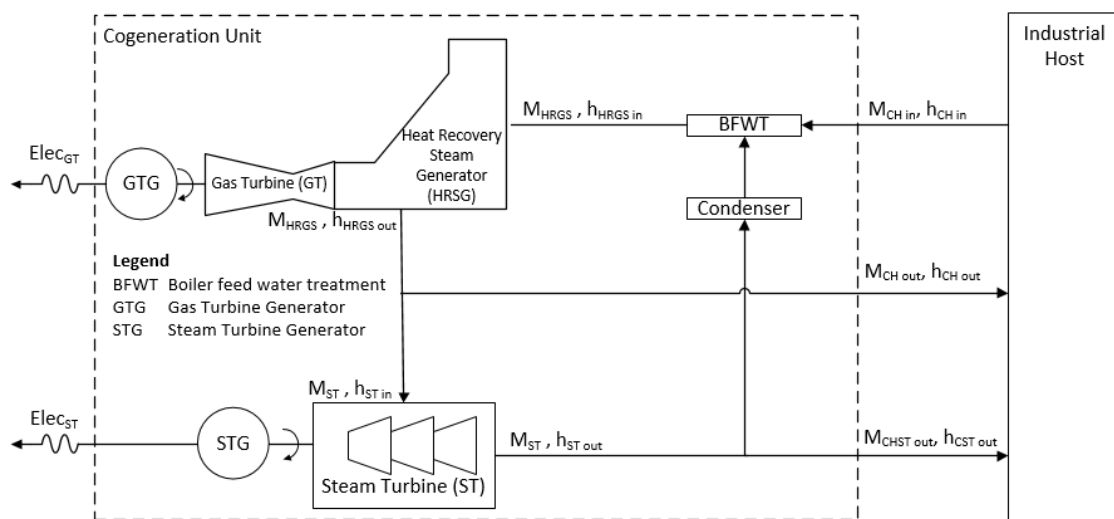 Cogeneration Unit
Industrial
Host
M_HRGS , h_HRGS in
M_CH in, h_CH in
BFWT
Heat Recovery
Steam
Generator
(HRSG)
Elec_GT
GTG
Gas Turbine (GT)
Condenser
M_HRGS , h_HRGS out
Legend
BFWT Boiler feed water treatment
GTG Gas Turbine Generator
STG Steam Turbine Generator
M_CH out, h_CH out
M_ST , h_ST in
Elec_ST
STG
M_ST , h_ST out
M_CHST out, h_CST out
Steam Turbine (ST)